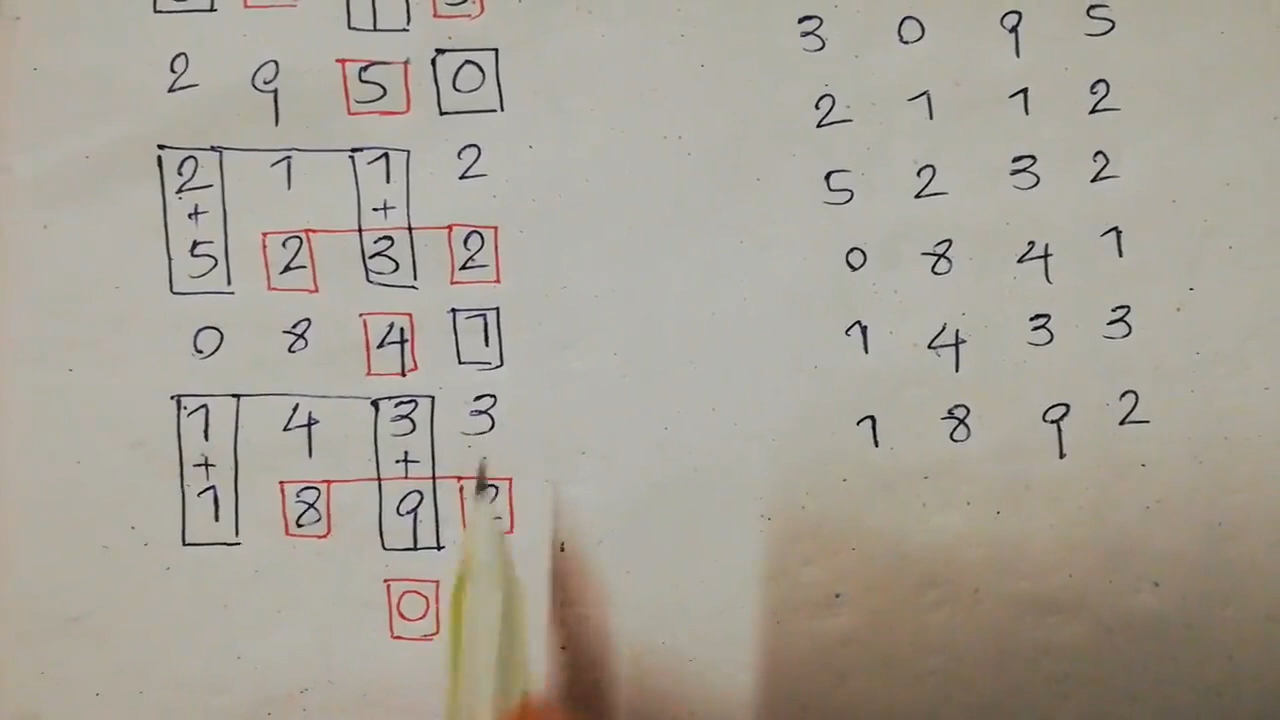 2 9 5 0
2 1 1 2
+ +
5 2 3 2
0 8 4 1
1 4 3 3
+ +
1 8 9 2
0
3 0 9 5
2 1 1 2
5 2 3 2
0 8 4 1
1 4 3 3
1 8 9 2